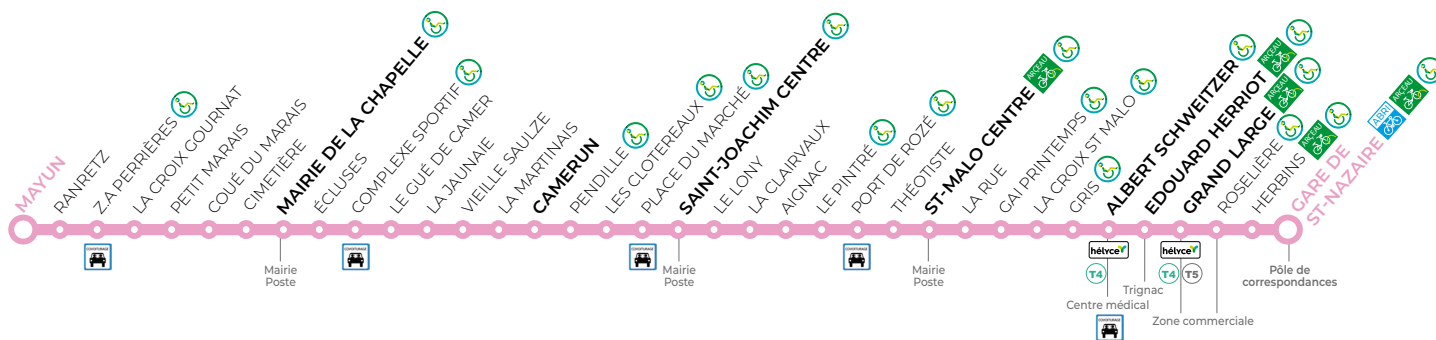 MAYUN
RANRETZ
Z.A PERRIÈRES
LA CROIX GOURNAT
PETIT MARAIS
COUÉ DU MARAIS
CIMETIÈRE
MAIRIE DE LA CHAPELLE
ÉCLUSES
COMPLEXE SPORTIF
LE GUÉ DE CAMER
LA JAUNAIE
VIEILLE SAULZE
LA MARTINAIS
CAMERUN
PENDILLE
LES CLOTEREAUX
PLACE DU MARCHÉ
SAINT-JOACHIM CENTRE
LE LONY
LA CLAIRVAUX
AIGNAC
LE PINTRÉ
PORT DE ROZÉ
THÉOTISTE
ST-MALO CENTRE
ARCEAU
LA RUE
GAI PRINTEMPS
LA CROIX ST MALO
GRIS
ALBERT SCHWEITZER
EDOUARD HERRIOT
ARCEAU
GRAND LARGE
ARCEAU
ROSELIÈRE
HERBINS
ARCEAU
GARE DE
ST-NAZAIRE
ABRI
ARCEAU
COVOITURAGE
Mairie
Poste
COVOITURAGE
COVOITURAGE
Mairie
Poste
COVOITURAGE
Mairie
Poste
hélyce
T4
Centre médical
COVOITURAGE
Trignac
hélyce
T4
T5
Zone commerciale
Pôle de
correspondances